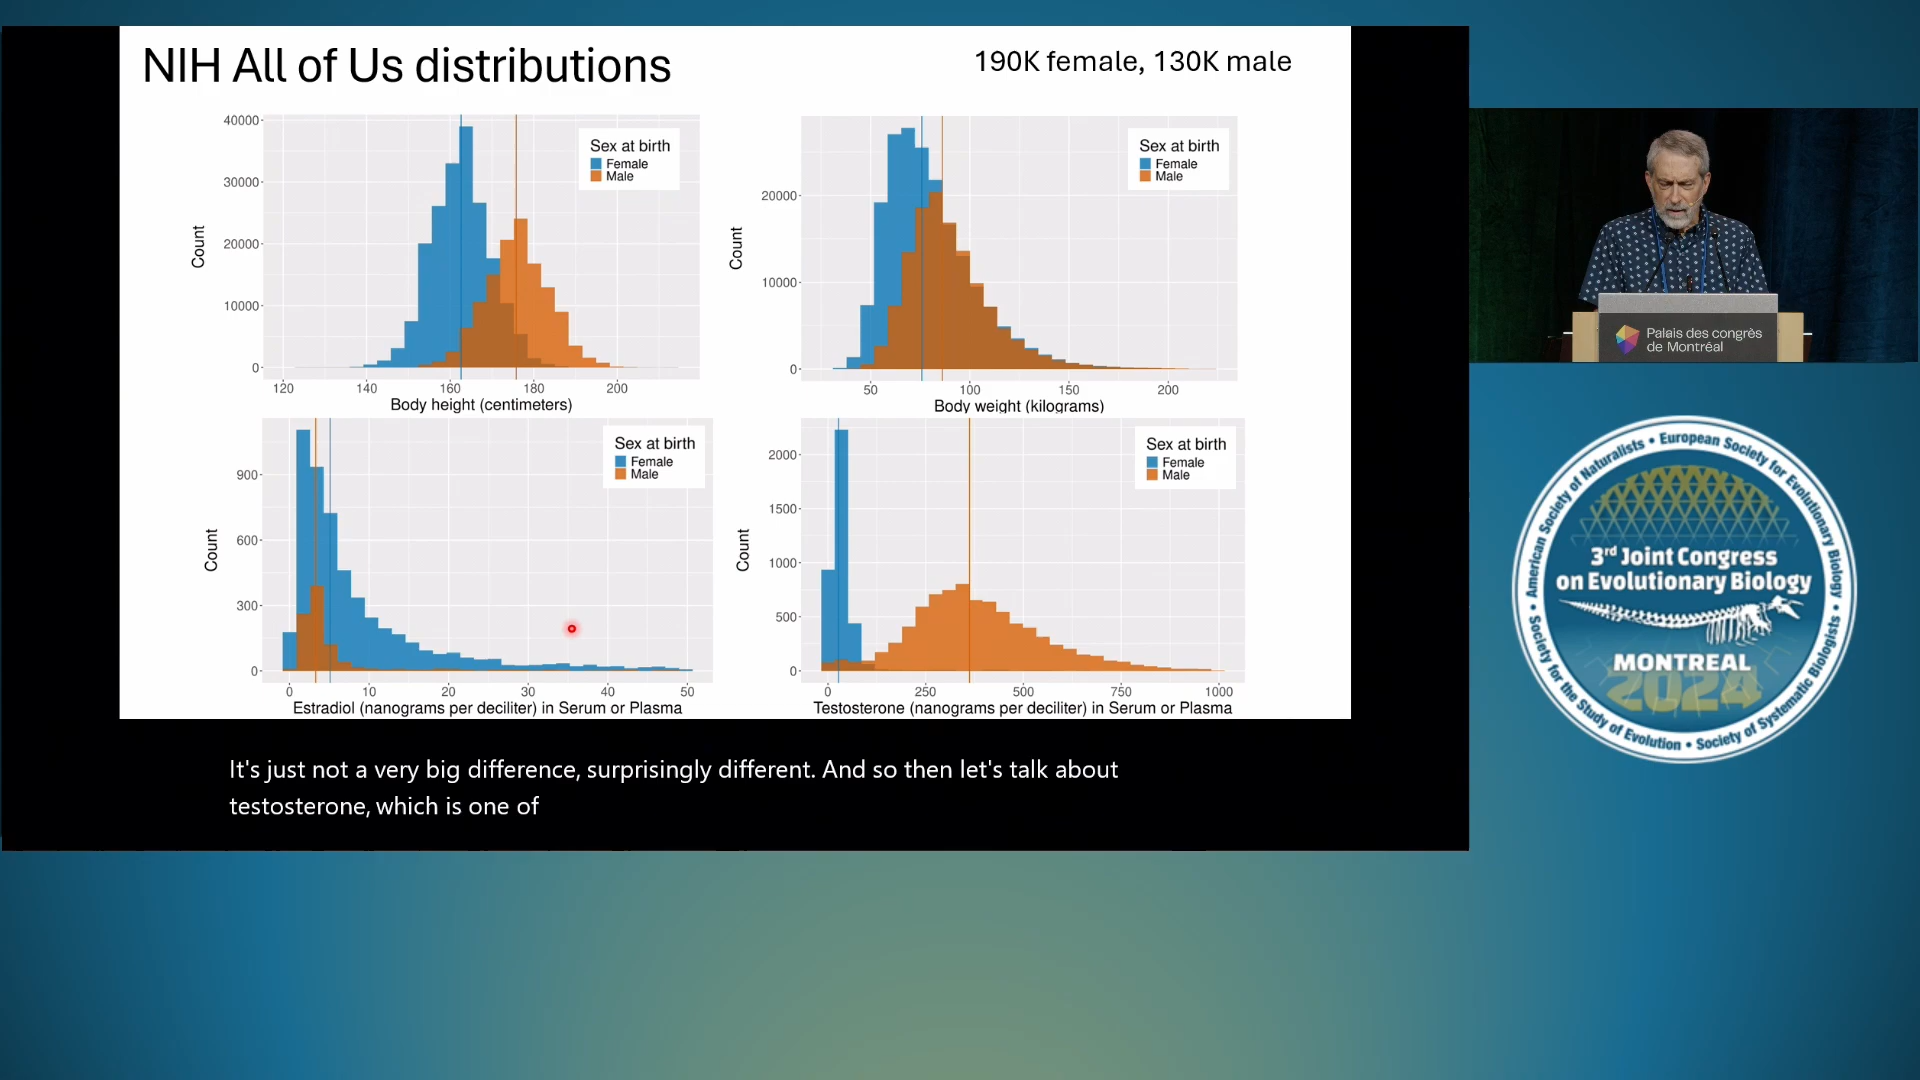 NIH All of Us distributions
190K female, 130K male
40000
30000
20000
10000
0
Count
120
140
160
180
200
Body height (centimeters)
Sex at birth
Female
Male
20000
10000
0
Count
50
100
150
200
Body weight (kilograms)
Sex at birth
Female
Male
900
600
300
0
Count
0
10
20
30
40
50
Estradiol (nanograms per deciliter) in Serum or Plasma
Sex at birth
Female
Male
2000
1500
1000
500
0
Count
0
250
500
750
1000
Testosterone (nanograms per deciliter) in Serum or Plasma
Sex at birth
Female
Male
It's just not a very big difference, surprisingly different. And so then let's talk about
testosterone, which is one of
Palais des congrès
de Montréal
American Society of Naturalists • European Society for Evolutionary Biology • Society of Systematic Biologists • Society for the Study of Evolution •
3rd Joint Congress
on Evolutionary Biology
MONTREAL
2024